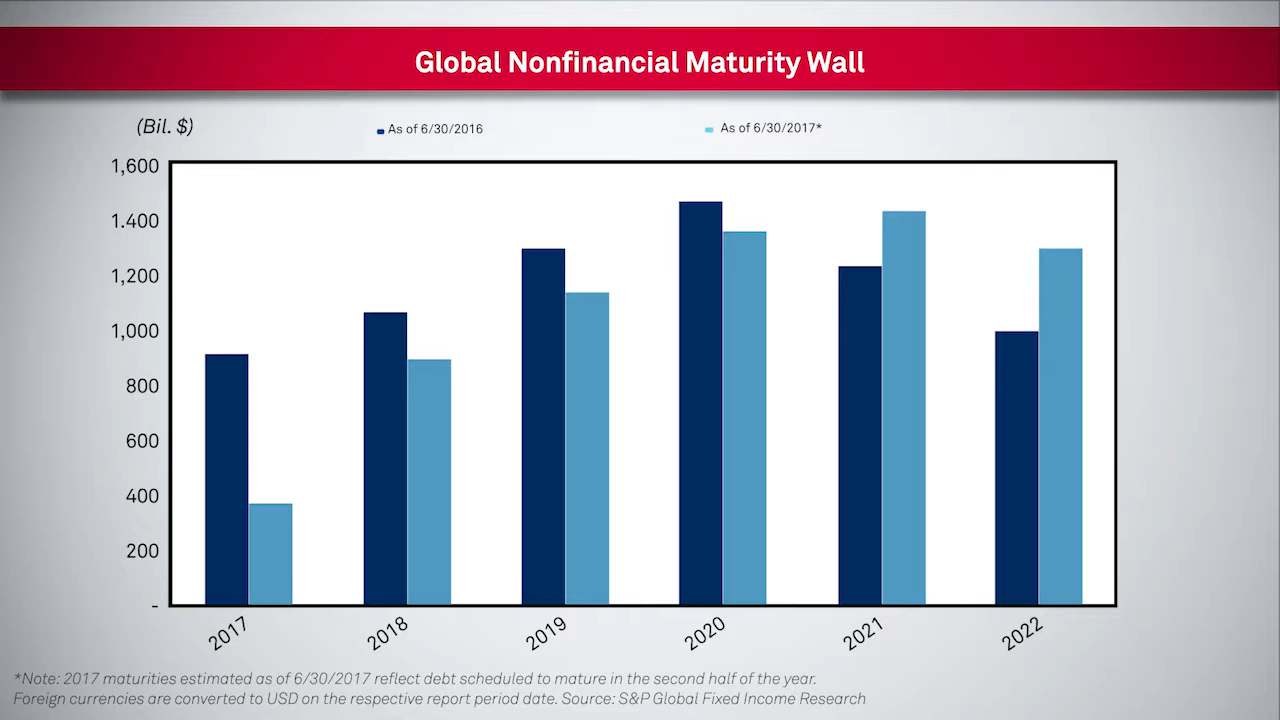 Global Nonfinancial Maturity Wall
(Bil. $)
As of 6/30/2016
As of 6/30/2017*
1,600
1.400
1,200
1,000
800
600
400
200
-
2017
2018
2019
2020
2021
2022
*Note: 2017 maturities estimated as of 6/30/2017 reflect debt scheduled to mature in the second half of the year.
Foreign currencies are converted to USD on the respective report period date. Source: S&P Global Fixed Income Research